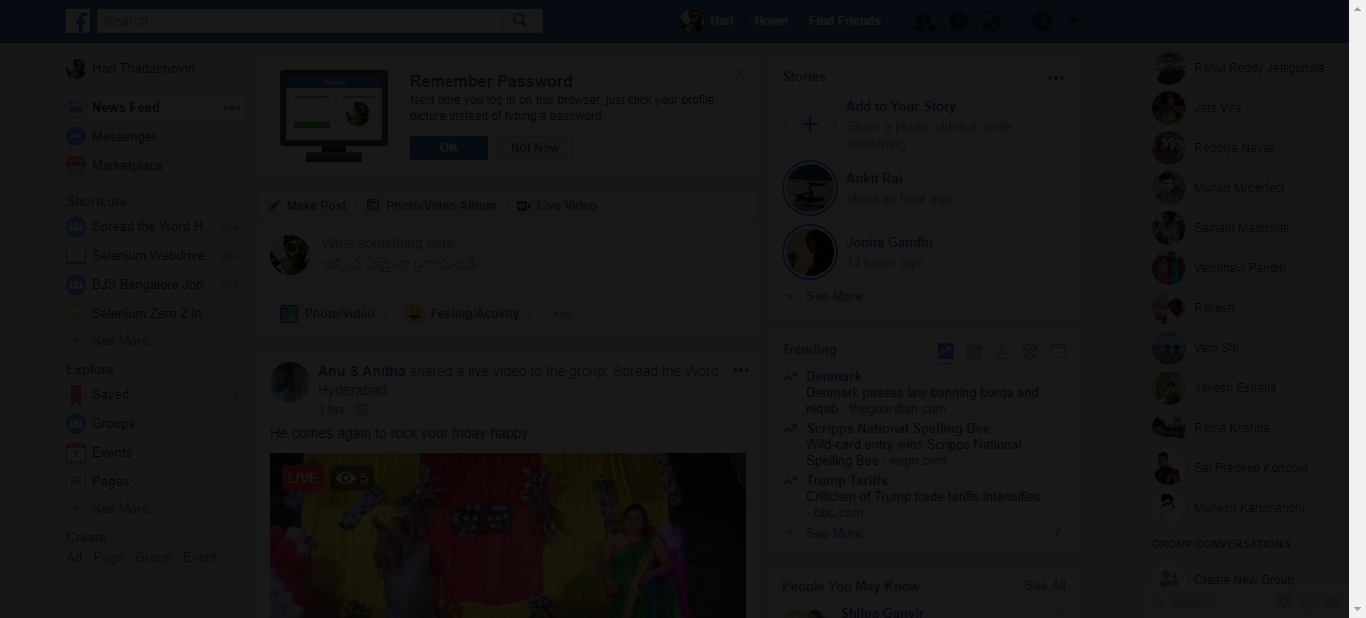 Search
Hari
Home
Find Friends
Hari Thadabhovin
News Feed
Messenger
Marketplace
Shortcuts
Spread the Word H... 20+
Selenium Webdrive... 20+
BJS Bangalore Job... 20+
Selenium Zero 2 In...
See More...
Explore
Saved
Groups
Events
Pages
See More...
Create
Ad Page Group Event
Remember Password
Next time you log in on this browser, just click your profile
picture instead of typing a password.
OK
Not Now
Make Post
Photo/Video Album
Live Video
Write something here...
ఇక్కడ ఏమైనా వ్రాయండి...
Photo/Video
Feeling/Activity
Anu S Anitha shared a live video to the group: Spread the Word
Hyderabad.
3 hrs
He comes again to rock your friday happy
LIVE
5
Stories
Add to Your Story
Share a photo, video or write
something
Ankit Rai
about an hour ago
Jonita Gandhi
14 hours ago
See More
Trending
Denmark
Denmark passes law banning burqa and
niqab - theguardian.com
Scripps National Spelling Bee
Wild-card entry wins Scripps National
Spelling Bee - espn.com
Trump Tariffs
Criticism of Trump trade tariffs intensifies
- bbc.com
See More
?
People You May Know
See All
Shilpa Ganvir
Rahul Reddy Jettigundla
Jate Vira
Reddiya Nayak
Mohan Mrperfect
Sainath Madishitti
Vaishnavi Pandiri
Rakesh
Vam Shi
Yakesh Estrella
Rama Krishna
Sai Pradeep Kondoju
Mahesh Karumanchi
GROUP CONVERSATIONS
Create New Group
Search